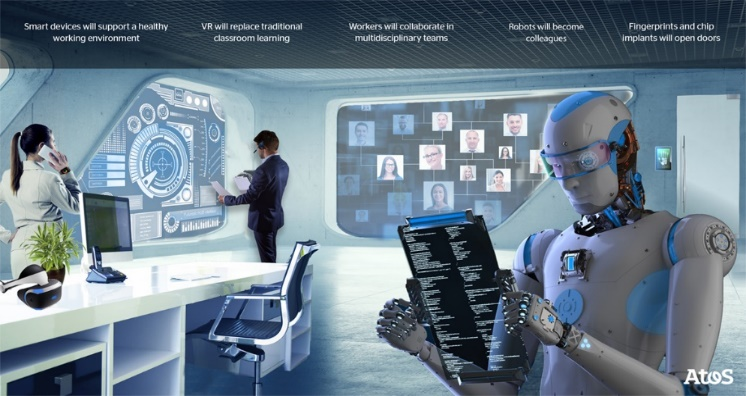 Smart devices will support a healthy
working environment
VR will replace traditional
classroom learning
Workers will collaborate in
multidisciplinary teams
Robots will become
colleagues
Fingerprints and chip
implants will open doors
Atos